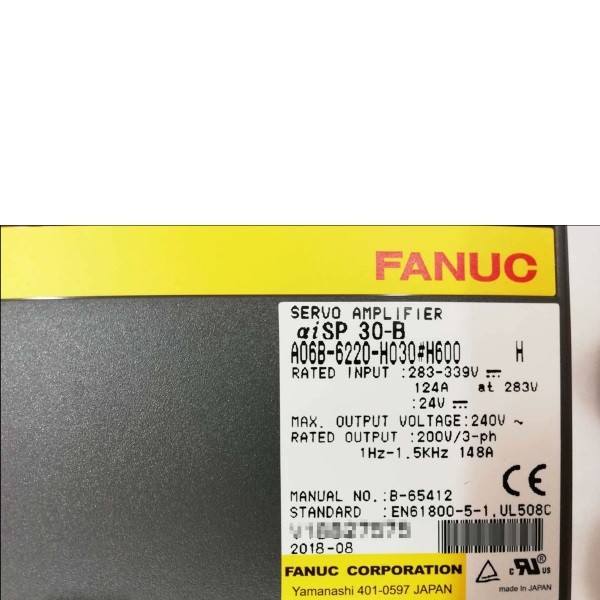 FANUC
SERVO AMPLIFIER
αiSP 30-B
A06B-6220-H030#H600 H
RATED INPUT :283-339V ⎓
124A at 283V
:24V ⎓
MAX. OUTPUT VOLTAGE:240V ~
RATED OUTPUT :200V/3-ph
1Hz-1.5KHz 148A
CE
MANUAL NO.:B-65412
STANDARD :EN61800-5-1,UL508C
2018-08
FANUC CORPORATION
Yamanashi 401-0597 JAPAN
c RU US
made in JAPAN